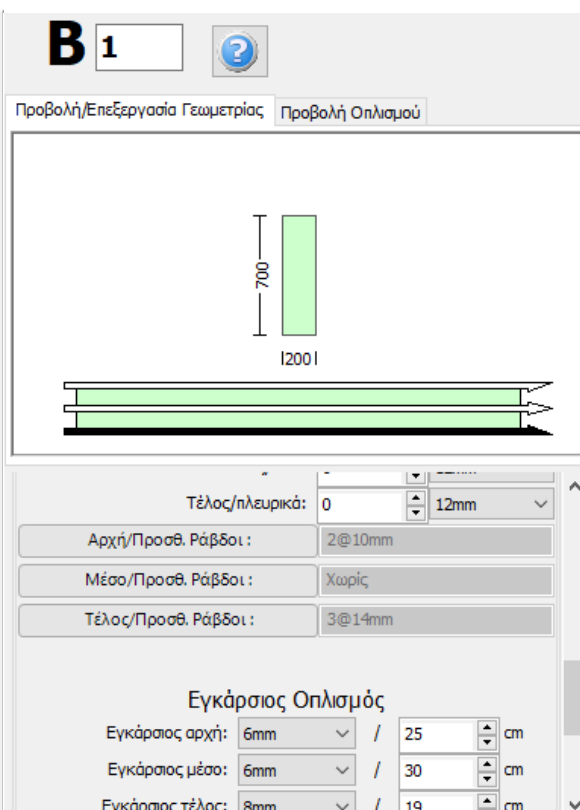 B 1
Προβολή/Επεξεργασία Γεωμετρίας Προβολή Οπλισμού
700
200
Τέλος/πλευρικά: 0 12mm
Αρχή/Προσθ. Ράβδοι : 2@10mm
Μέσο/Προσθ. Ράβδοι : Χωρίς
Τέλος/Προσθ. Ράβδοι : 3@14mm
Εγκάρσιος Οπλισμός
Εγκάρσιος αρχή: 6mm / 25 cm
Εγκάρσιος μέσο: 6mm / 30 cm
Εγκάρσιος τέλος: 8mm / 19 cm